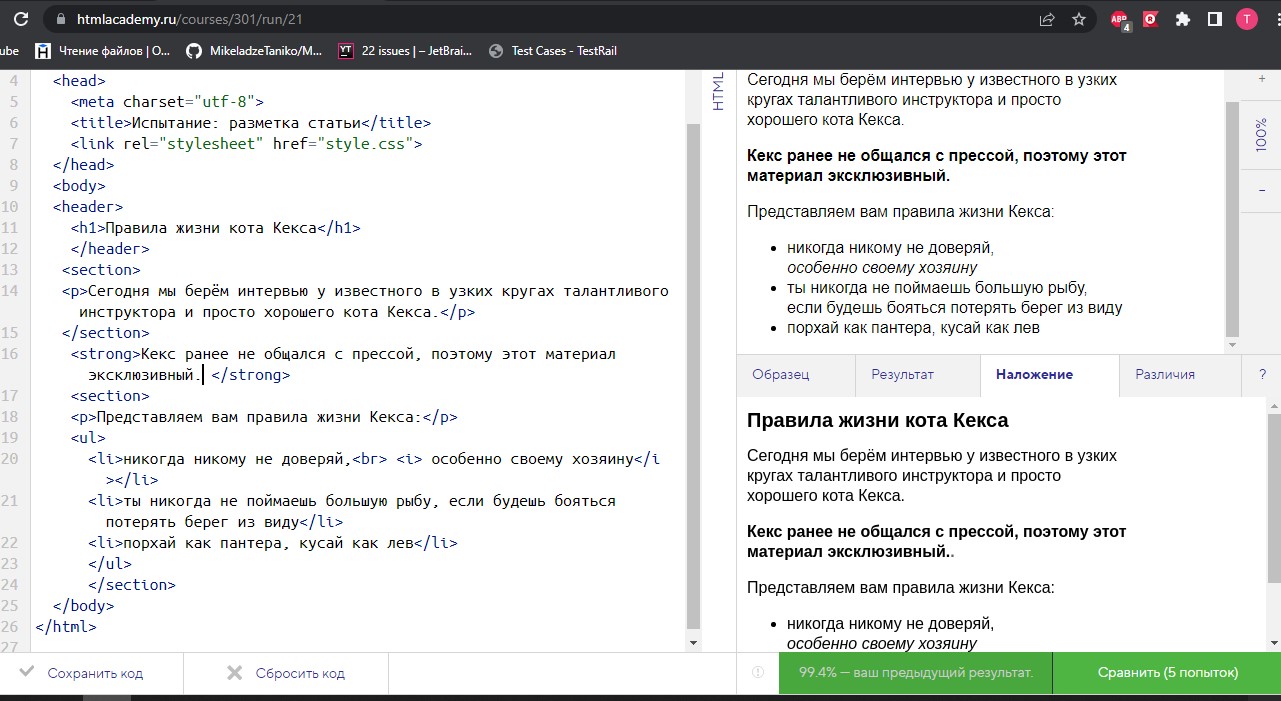 htmlacademy.ru/courses/301/run/21
ABP
4
T
ube
Чтение файлов | О...
MikeladzeTaniko/M...
YT
22 issues | – JetBrai...
Test Cases - TestRail
4 <head>
5 <meta charset="utf-8">
6 <title>Испытание: разметка статьи</title>
7 <link rel="stylesheet" href="style.css">
8 </head>
9 <body>
10 <header>
11 <h1>Правила жизни кота Кекса</h1>
12 </header>
13 <section>
14 <p>Сегодня мы берём интервью у известного в узких кругах талантливого
инструктора и просто хорошего кота Кекса.</p>
15 </section>
16 <strong>Кекс ранее не общался с прессой, поэтому этот материал
эксклюзивный. </strong>
17 <section>
18 <p>Представляем вам правила жизни Кекса:</p>
19 <ul>
20 <li>никогда никому не доверяй,<br> <i> особенно своему хозяину</i
></li>
21 <li>ты никогда не поймаешь большую рыбу, если будешь бояться
потерять берег из виду</li>
22 <li>порхай как пантера, кусай как лев</li>
23 </ul>
24 </section>
25 </body>
26 </html>
27
HTML
Сегодня мы берём интервью у известного в узких
кругах талантливого инструктора и просто
хорошего кота Кекса.
Кекс ранее не общался с прессой, поэтому этот
материал эксклюзивный.
Представляем вам правила жизни Кекса:
• никогда никому не доверяй,
особенно своему хозяину
• ты никогда не поймаешь большую рыбу,
если будешь бояться потерять берег из виду
• порхай как пантера, кусай как лев
+
100%
–
Образец
Результат
Наложение
Различия
?
Правила жизни кота Кекса
Сегодня мы берём интервью у известного в узких
кругах талантливого инструктора и просто
хорошего кота Кекса.
Кекс ранее не общался с прессой, поэтому этот
материал эксклюзивный..
Представляем вам правила жизни Кекса:
• никогда никому не доверяй,
особенно своему хозяину
Сохранить код
Сбросить код
99.4% — ваш предыдущий результат.
Сравнить (5 попыток)